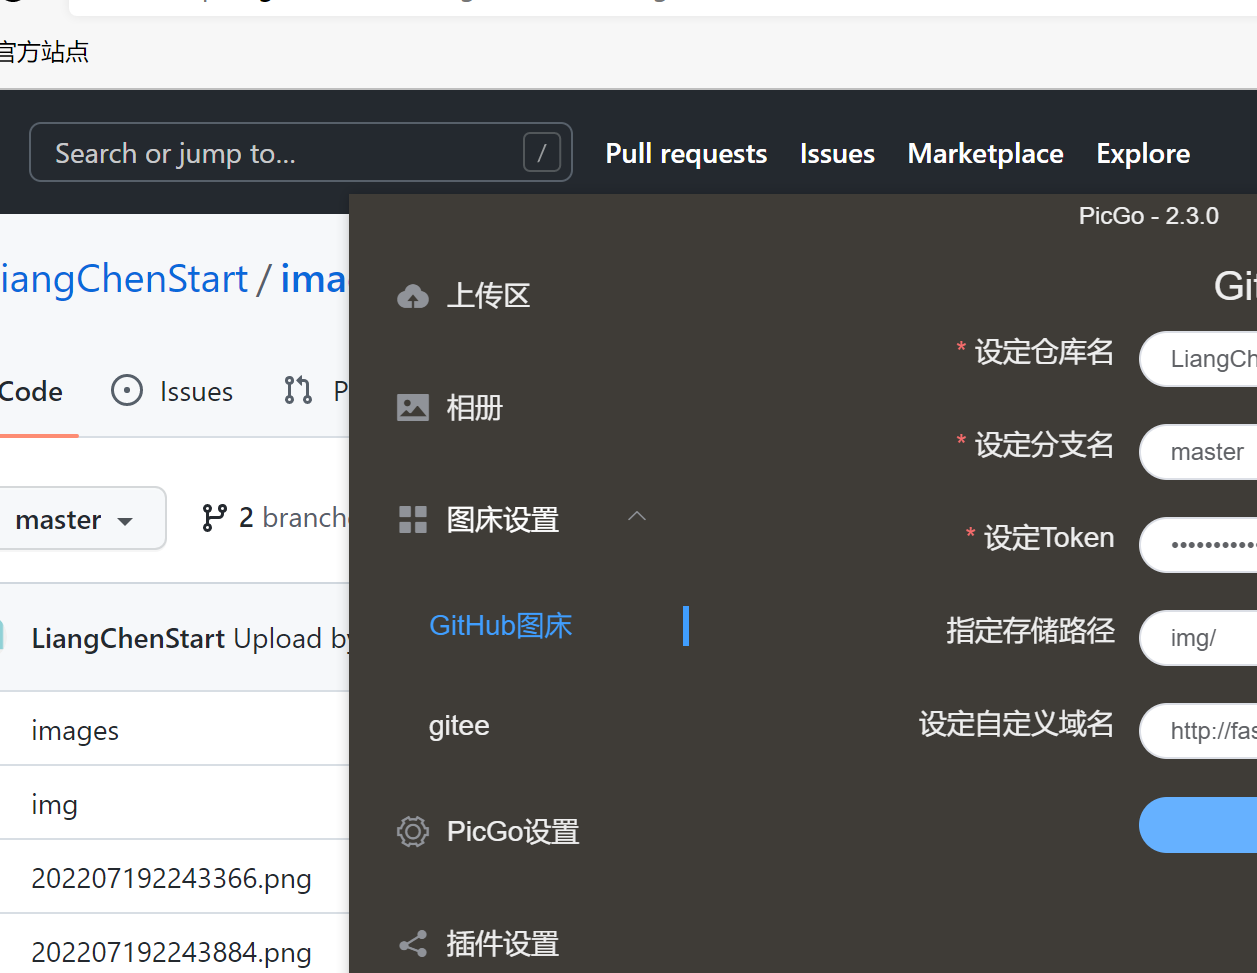 官方站点
Search or jump to... /
Pull requests Issues Marketplace Explore
PicGo - 2.3.0
iangChenStart / ima
Code Issues P
master 2 branch
LiangChenStart Upload by
images
img
202207192243366.png
202207192243884.png
上传区
相册
图床设置
GitHub图床
gitee
PicGo设置
插件设置
Git
* 设定仓库名 LiangCh
* 设定分支名 master
* 设定Token
指定存储路径 img/
设定自定义域名 http://fas